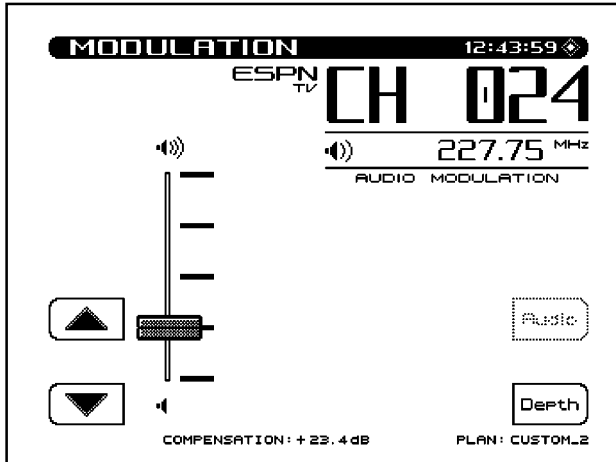 MODULATION 12:43:59
ESPN CH 024
TV
227.75 MHz
AUDIO MODULATION
Audio
Depth
COMPENSATION: +23.4dB PLAN: CUSTOM_2